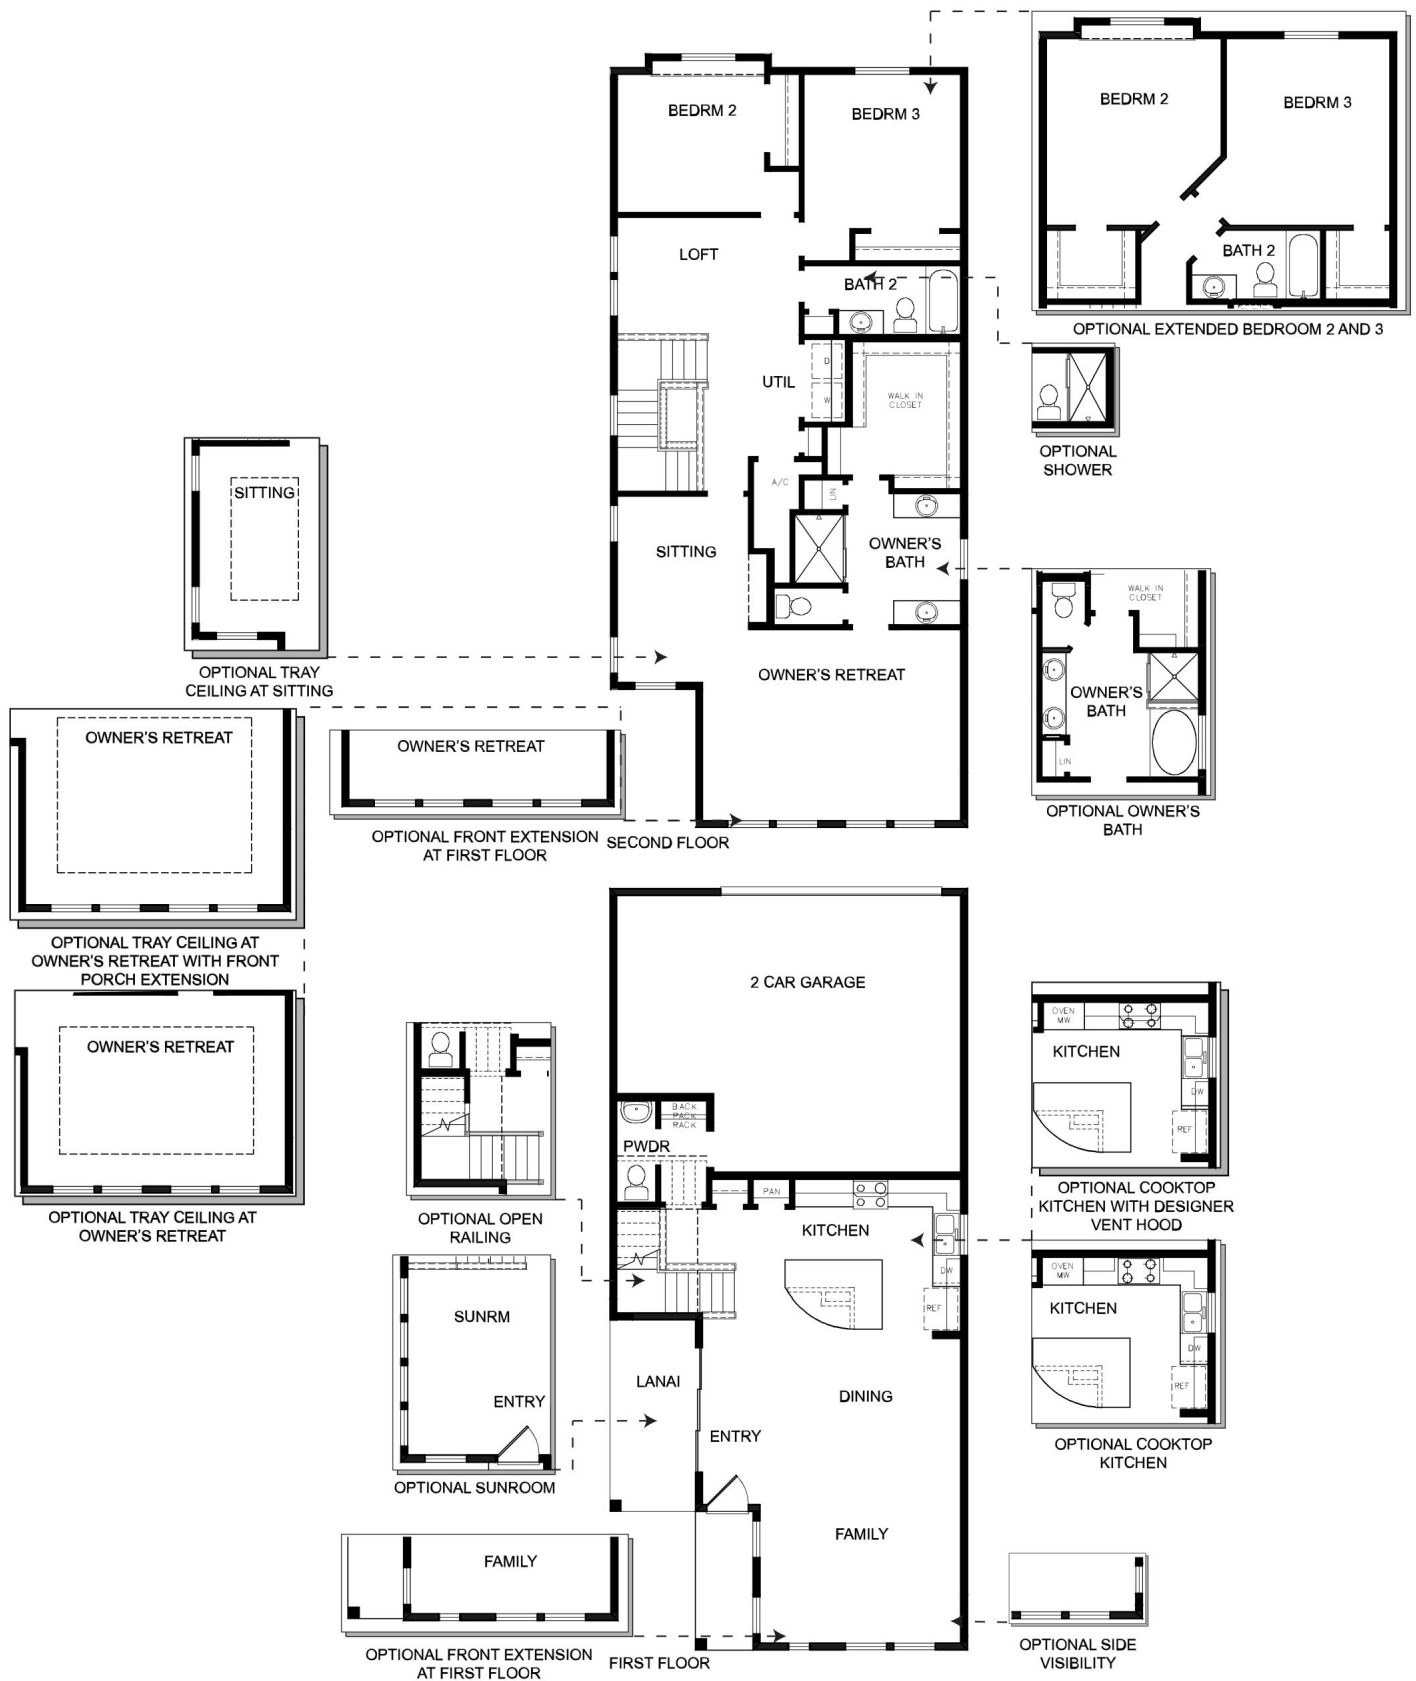 BEDRM 2
BEDRM 3
LOFT
BATH 2
UTIL
D
W
WALK IN
CLOSET
A/C
LIN
SITTING
OWNER'S
BATH
OWNER'S RETREAT
SECOND FLOOR
BEDRM 2
BEDRM 3
BATH 2
OPTIONAL EXTENDED BEDROOM 2 AND 3
OPTIONAL
SHOWER
SITTING
OPTIONAL TRAY
CEILING AT SITTING
WALK IN
CLOSET
OWNER'S
BATH
LIN
OPTIONAL OWNER'S
BATH
OWNER'S RETREAT
OPTIONAL TRAY CEILING AT
OWNER'S RETREAT WITH FRONT
PORCH EXTENSION
OWNER'S RETREAT
OPTIONAL FRONT EXTENSION
AT FIRST FLOOR
OWNER'S RETREAT
OPTIONAL TRAY CEILING AT
OWNER'S RETREAT
2 CAR GARAGE
BACK
PACK
RACK
PWDR
PAN
KITCHEN
DW
REF
LANAI
DINING
ENTRY
FAMILY
FIRST FLOOR
OPTIONAL OPEN
RAILING
SUNRM
ENTRY
OPTIONAL SUNROOM
FAMILY
OPTIONAL FRONT EXTENSION
AT FIRST FLOOR
OVEN
MW
KITCHEN
DW
REF
OPTIONAL COOKTOP
KITCHEN WITH DESIGNER
VENT HOOD
OVEN
MW
KITCHEN
DW
REF
OPTIONAL COOKTOP
KITCHEN
OPTIONAL SIDE
VISIBILITY